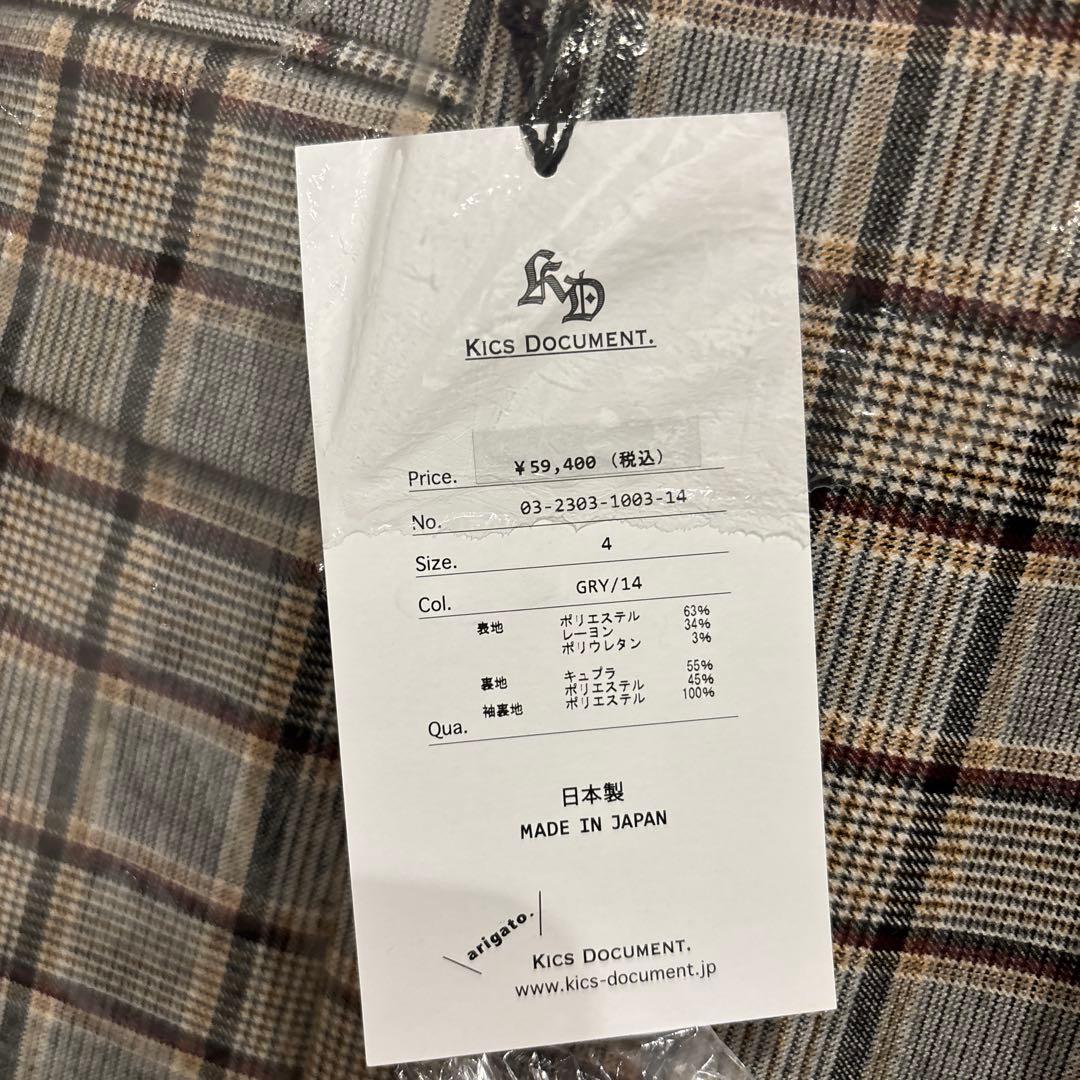 KD
KICS DOCUMENT.
Price. ¥59,400 (税込)
No. 03-2303-1003-14
Size. 4
Col. GRY/14
表地 ポリエステル 63%
レーヨン 34%
ポリウレタン 3%
裏地 キュプラ 55%
ポリエステル 45%
袖裏地 ポリエステル 100%
Qua.
日本製
MADE IN JAPAN
arigato.
KICS DOCUMENT.
www.kics-document.jp